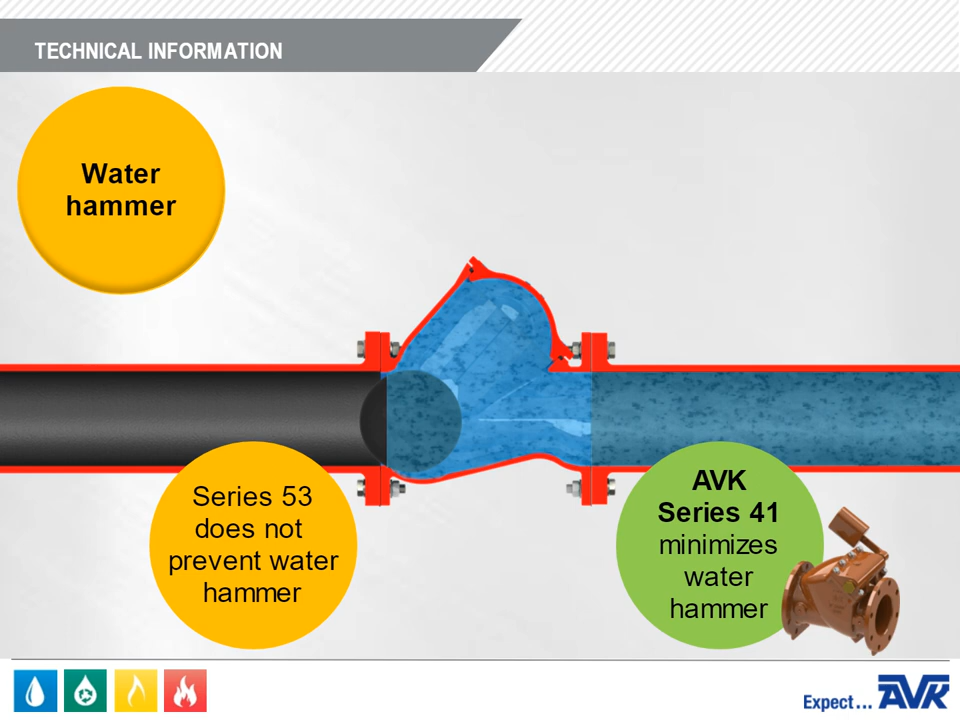 TECHNICAL INFORMATION
Water
hammer
Series 53
does not
prevent water
hammer
AVK
Series 41
minimizes
water
hammer
Expect... AVK